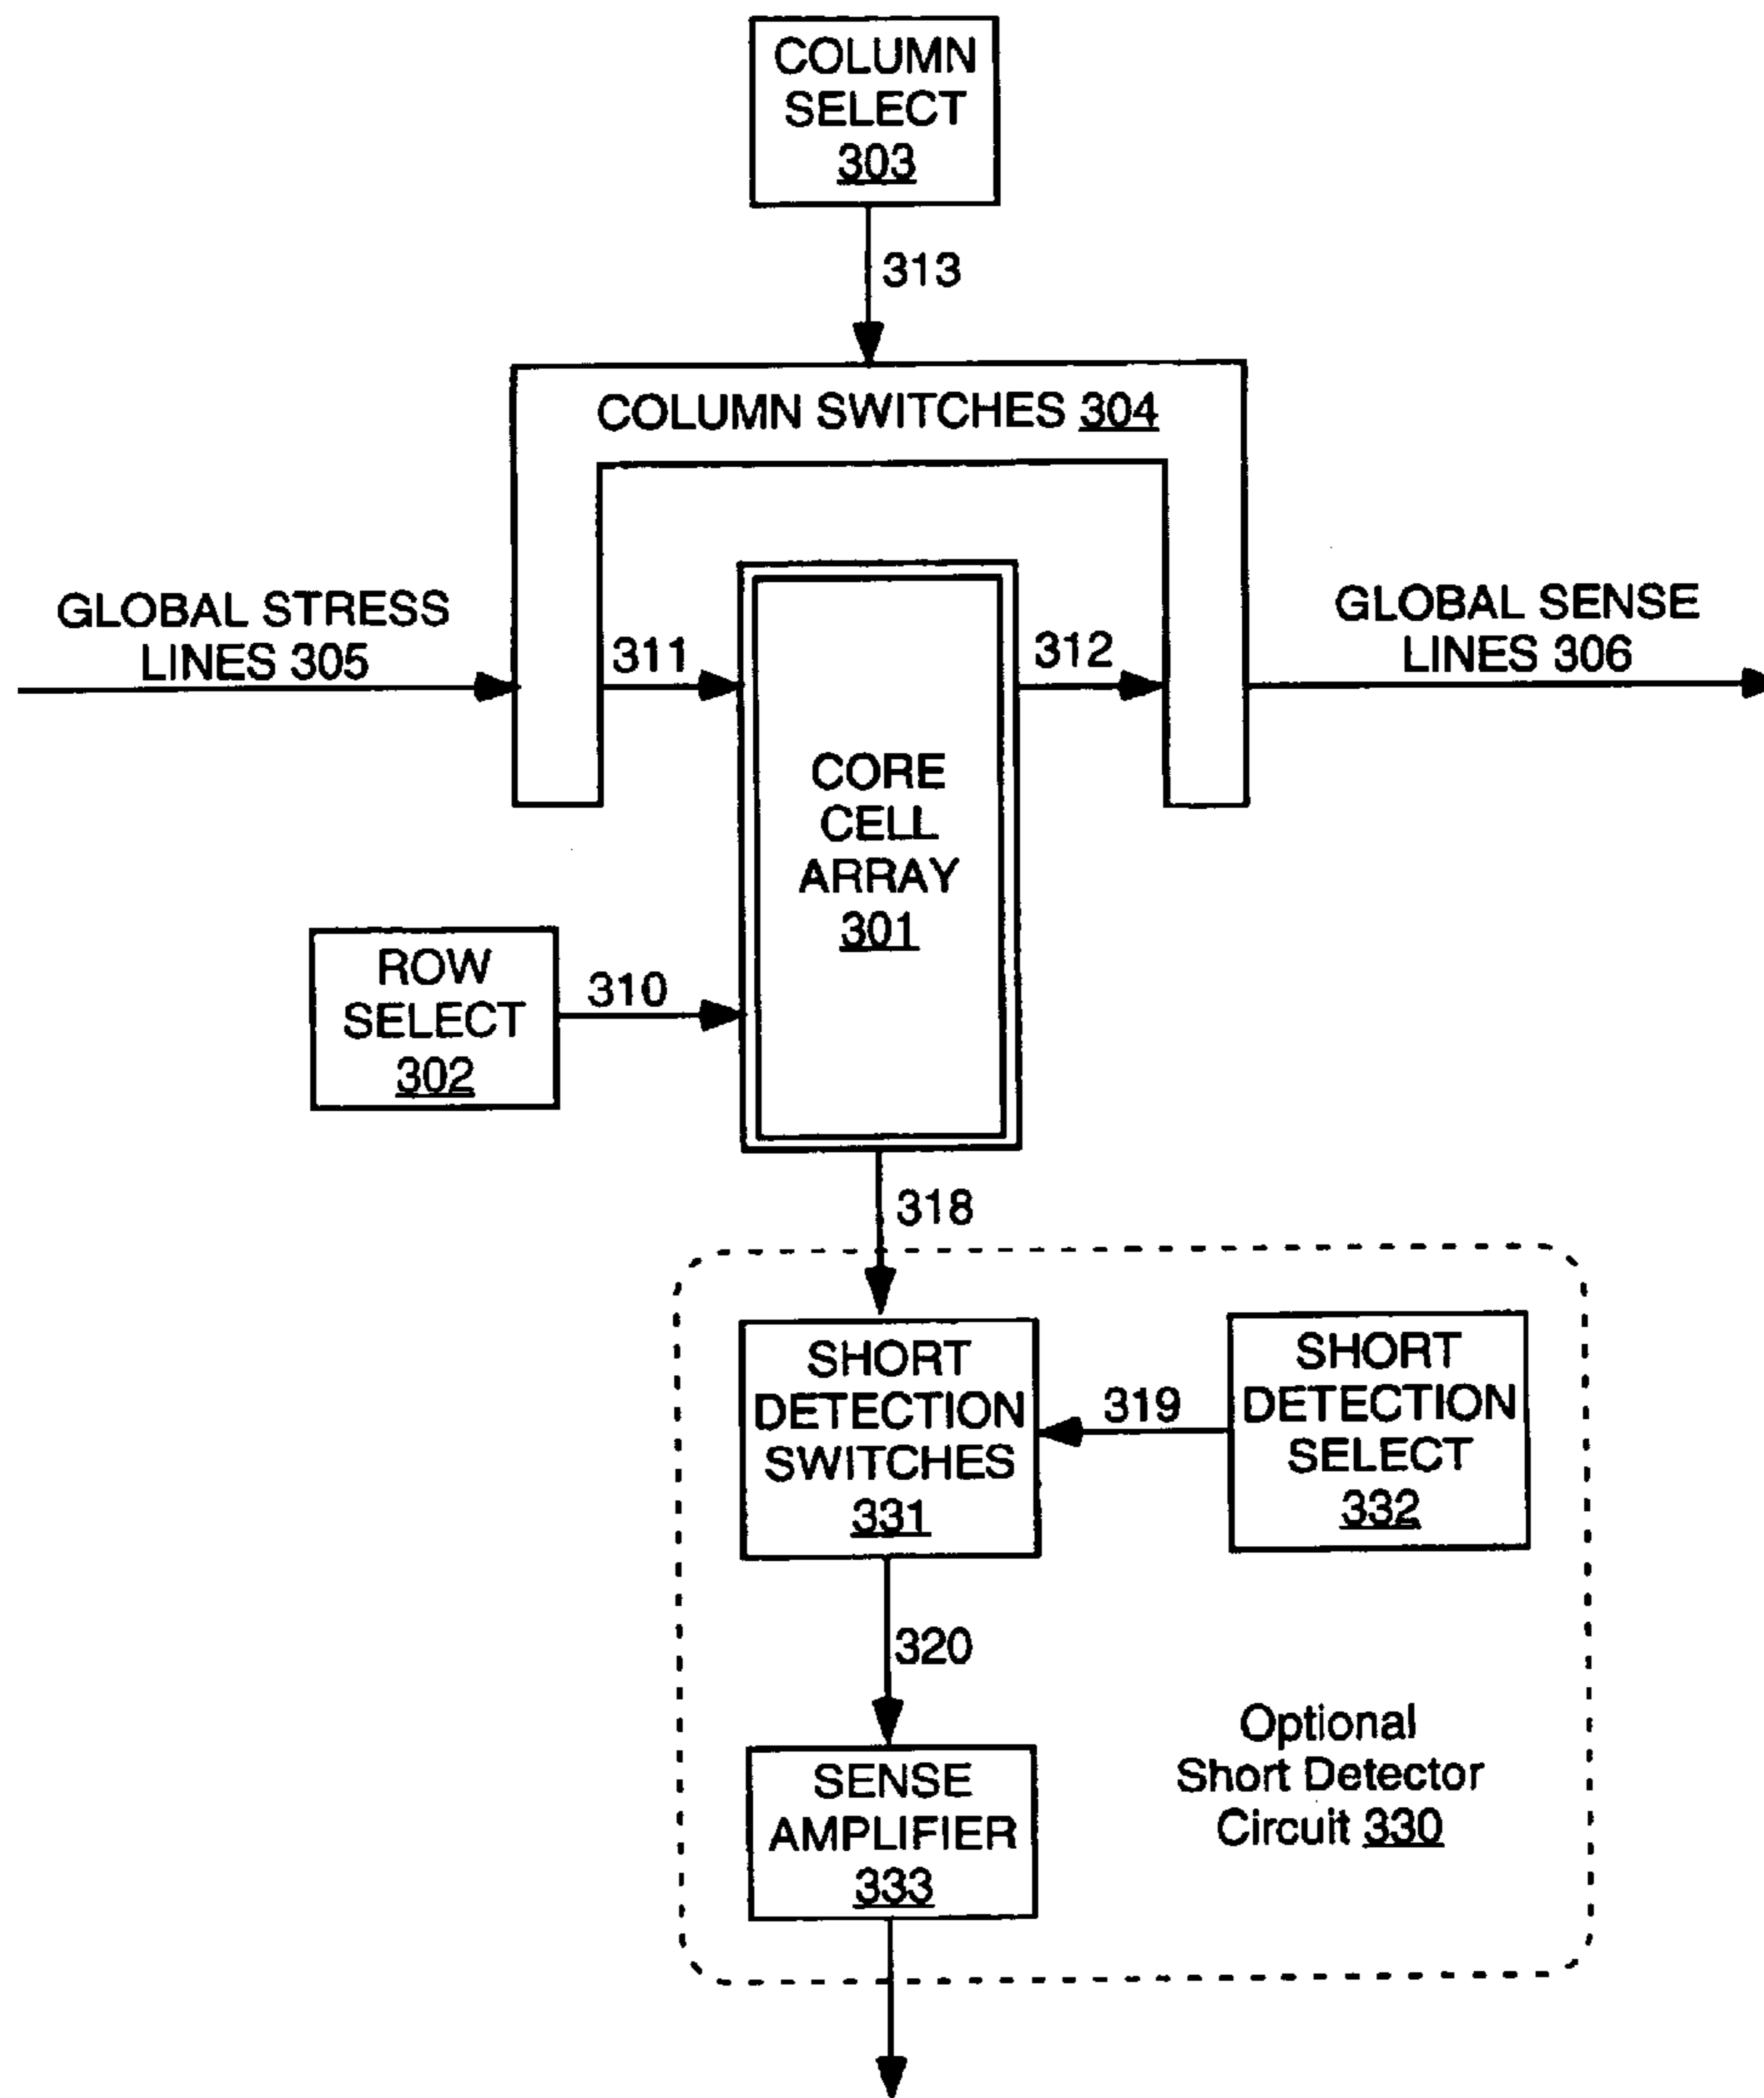 COLUMN
SELECT
303
313
COLUMN SWITCHES 304
GLOBAL STRESS
LINES 305
311
312
GLOBAL SENSE
LINES 306
CORE
CELL
ARRAY
301
ROW
SELECT
302
310
318
SHORT
DETECTION
SWITCHES
331
319
SHORT
DETECTION
SELECT
332
320
Optional
Short Detector
Circuit 330
SENSE
AMPLIFIER
333